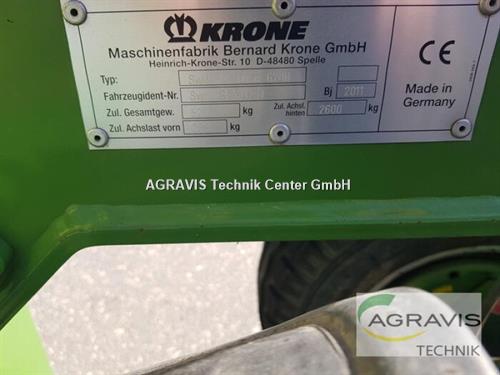 KRONE
Maschinenfabrik Bernard Krone GmbH
Heinrich-Krone-Str. 10 D-48480 Spelle
CE
Typ:
Fahrzeugident-Nr. Bj 2011
Zul. Gesamtgew. kg Zul. Achsl. hinten 2600 kg
Zul. Achslast vorn kg
Made in
Germany
AGRAVIS Technik Center GmbH
AGRAVIS
TECHNIK